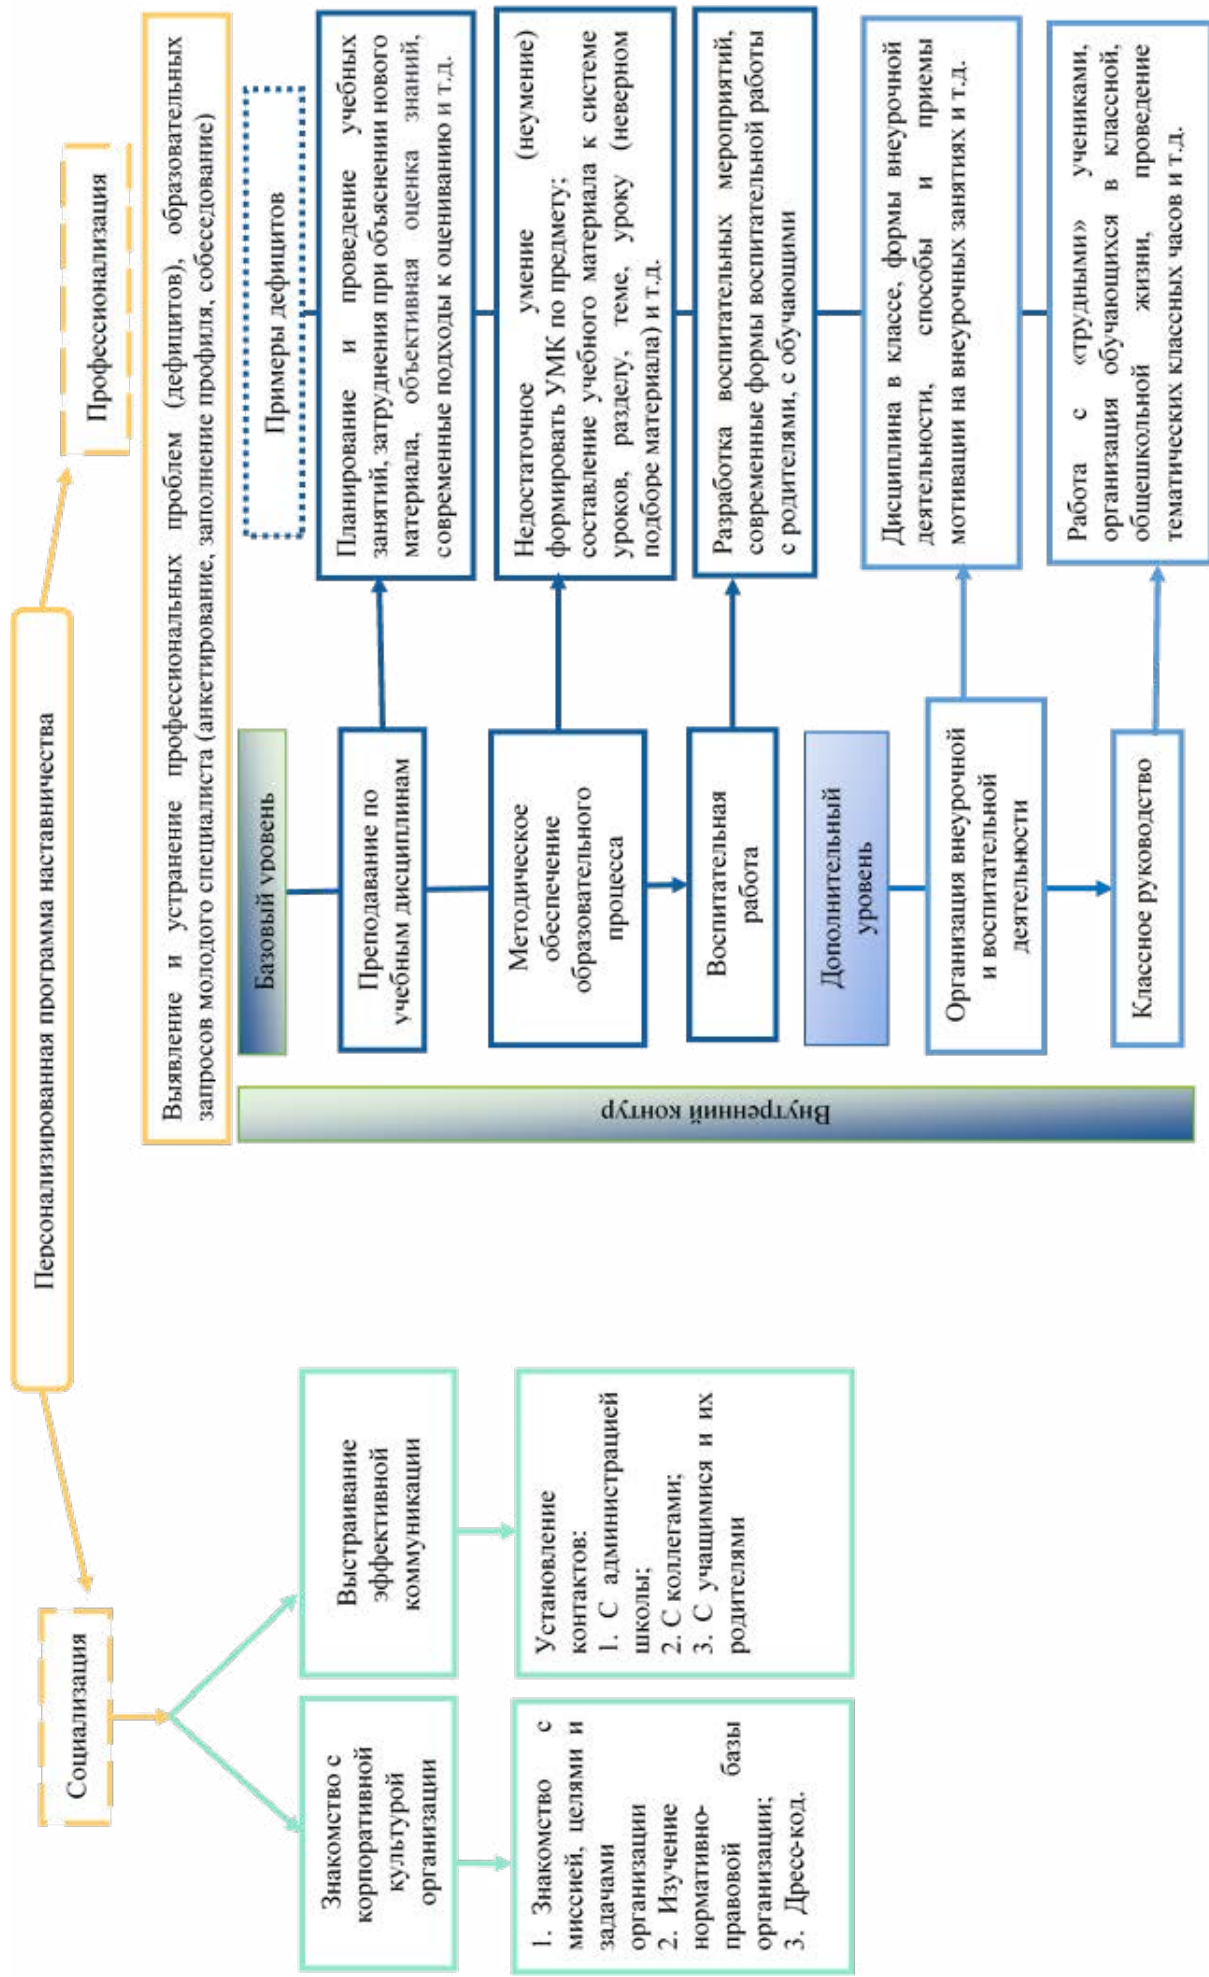 Персонализированная программа наставничества
Социализация
Профессионализация
Знакомство с
корпоративной
культурой
организации
Выстраивание
эффективной
коммуникации
1. Знакомство с
миссией, целями и
задачами
организации
2. Изучение
нормативно-
правовой базы
организации;
3. Дресс-код.
Установление
контактов:
1. С администрацией
школы;
2. С коллегами;
3. С учащимися и их
родителями
Выявление и устранение профессиональных проблем (дефицитов), образовательных
запросов молодого специалиста (анкетирование, заполнение профиля, собеседование)
Внутренний контур
Базовый уровень
Примеры дефицитов
Преподавание по
учебным дисциплинам
Планирование и проведение учебных
занятий, затруднения при объяснении нового
материала, объективная оценка знаний,
современные подходы к оцениванию и т.д.
Методическое
обеспечение
образовательного
процесса
Недостаточное умение (неумение)
формировать УМК по предмету;
составление учебного материала к системе
уроков, разделу, теме, уроку (неверном
подборе материала) и т.д.
Воспитательная
работа
Разработка воспитательных мероприятий,
современные формы воспитательной работы
с родителями, с обучающими
Дополнительный
уровень
Организация внеурочной
и воспитательной
деятельности
Дисциплина в классе, формы внеурочной
деятельности, способы и приемы
мотивации на внеурочных занятиях и т.д.
Классное руководство
Работа с «трудными» учениками,
организация обучающихся в классной,
общешкольной жизни, проведение
тематических классных часов и т.д.